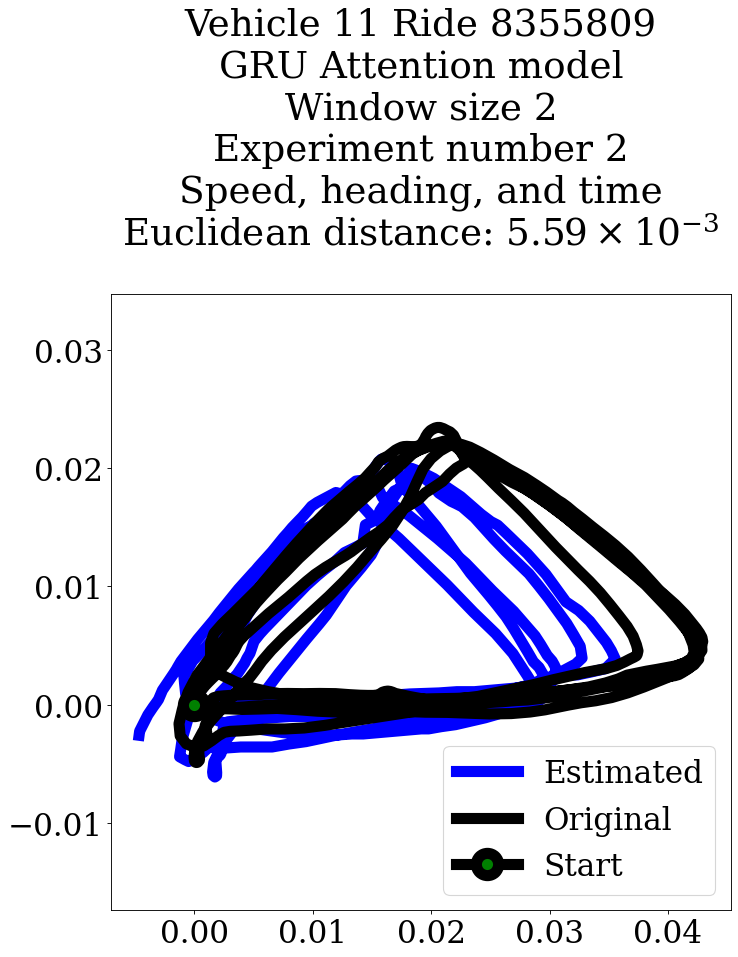 Vehicle 11 Ride 8355809
GRU Attention model
Window size 2
Experiment number 2
Speed, heading, and time
Euclidean distance: 5.59 × 10⁻³
0.03
0.02
0.01
0.00
−0.01
Estimated
Original
Start
0.00 0.01 0.02 0.03 0.04